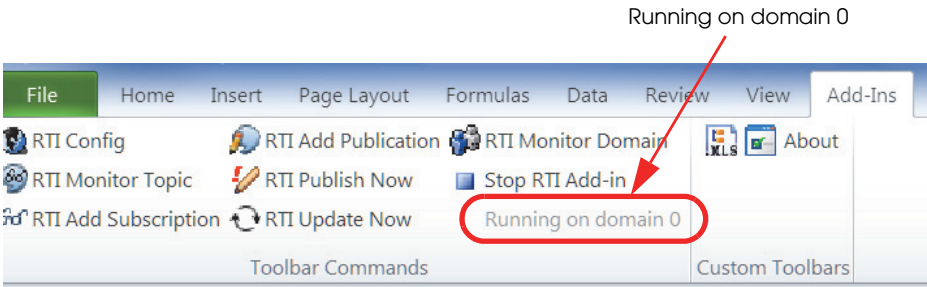 Running on domain 0
File Home Insert Page Layout Formulas Data Review View Add-Ins
RTI Config RTI Add Publication RTI Monitor Domain XLS About
RTI Monitor Topic RTI Publish Now Stop RTI Add-in
RTI Add Subscription RTI Update Now Running on domain 0
Toolbar Commands Custom Toolbars